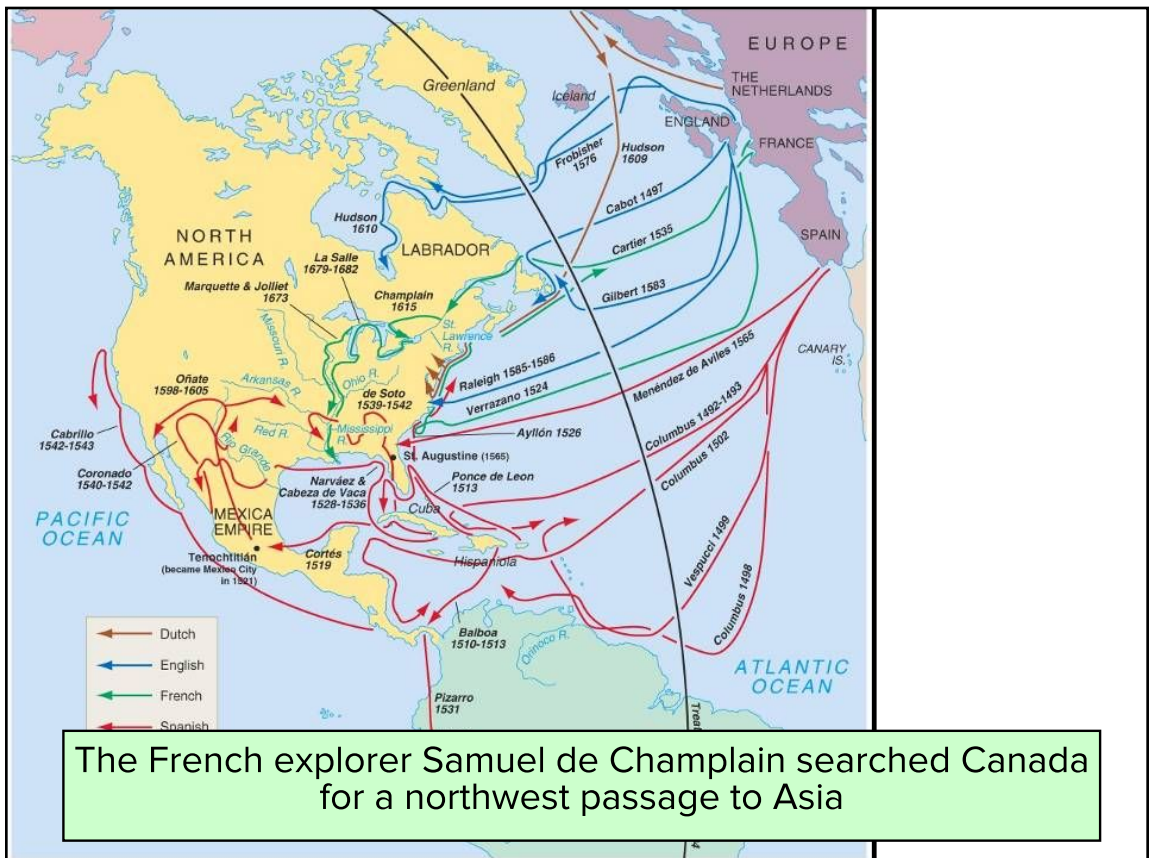 EUROPE
Greenland
THE
NETHERLANDS
Iceland
ENGLAND
FRANCE
Frobisher
1576
Hudson
1609
Cabot 1497
Hudson
1610
NORTH
AMERICA
LABRADOR
SPAIN
Cartier 1535
La Salle
1679-1682
Marquette & Jolliet
1673
Champlain
1615
Gilbert 1583
St.
Lawrence
R.
Missouri R.
CANARY
IS.
Menéndez de Aviles 1565
Raleigh 1585-1586
Verrazano 1524
Oñate
1598-1605
Arkansas R.
Ohio R.
de Soto
1539-1542
Columbus 1492-1493
Cabrillo
1542-1543
Red R.
Mississippi
R.
Ayllón 1526
Rio Grande
St. Augustine (1565)
Columbus 1502
Coronado
1540-1542
Narváez &
Cabeza de Vaca
1528-1536
Ponce de Leon
1513
PACIFIC
OCEAN
MEXICA
EMPIRE
Cuba
Tenochtitlán
(became Mexico City
in 1521)
Cortés
1519
Hispaniola
Vespucci 1499
Columbus 1498
Dutch
English
French
Spanish
Balboa
1510-1513
Orinoco R.
ATLANTIC
OCEAN
Pizarro
1531
The French explorer Samuel de Champlain searched Canada
for a northwest passage to Asia